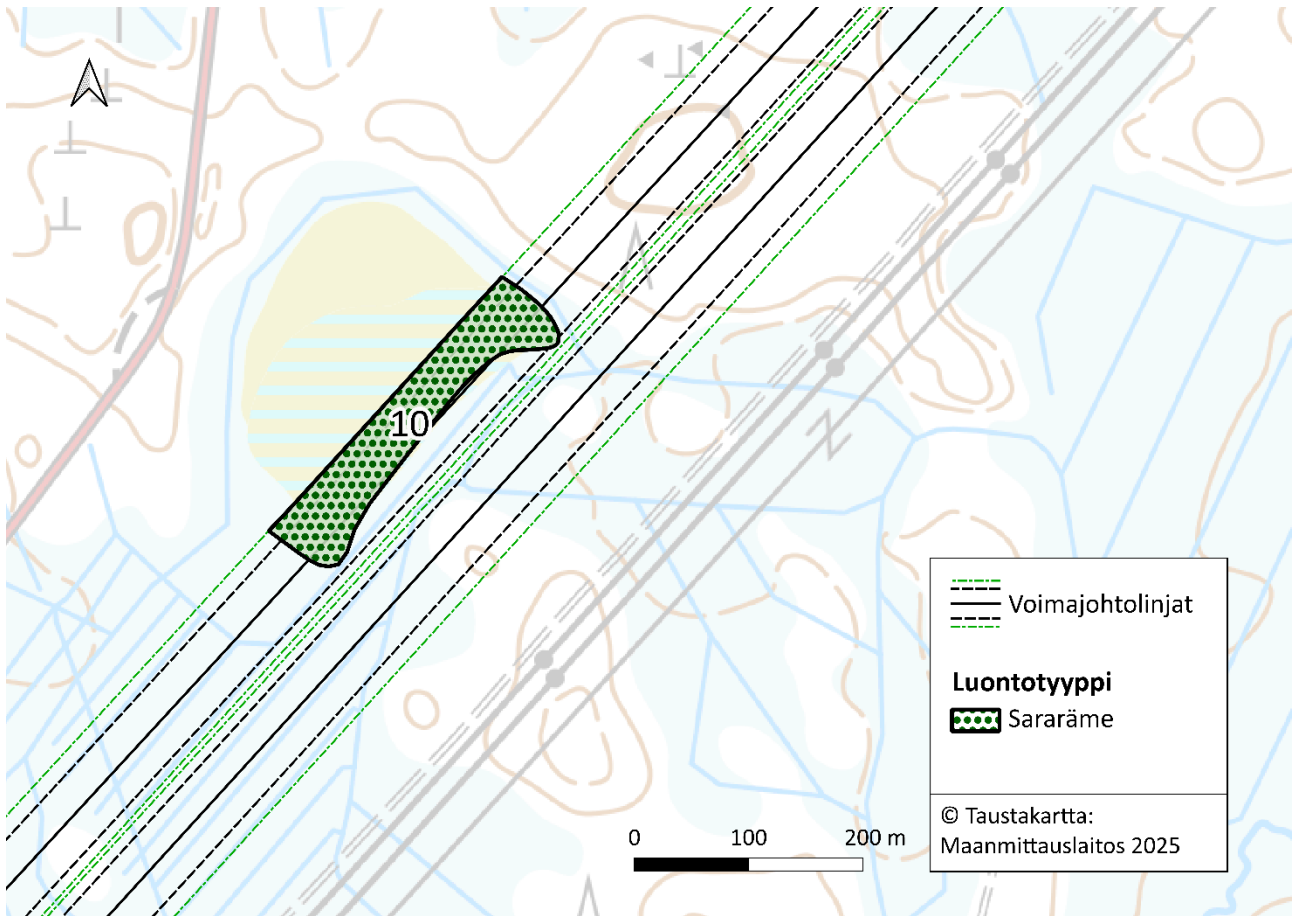 10
Voimajohtolinjat
Luontotyyppi
Sararäme
0 100 200 m
© Taustakartta:
Maanmittauslaitos 2025